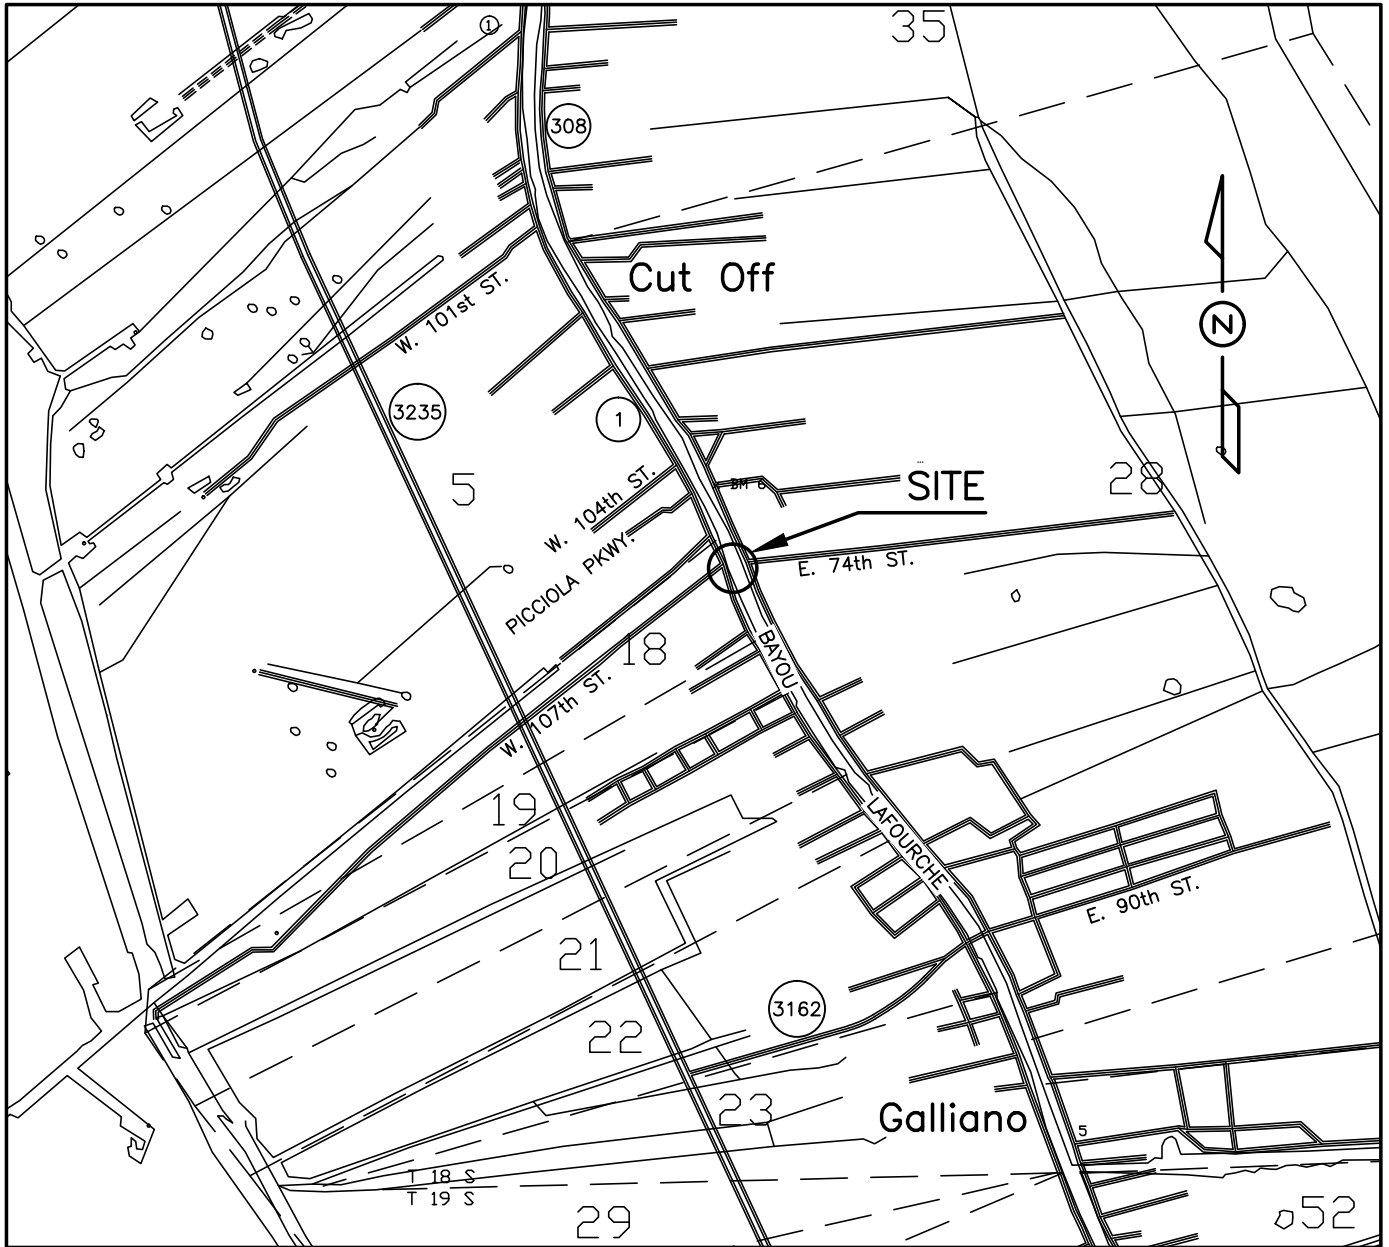 35
1
308
Cut Off
W. 101st ST.
3235
1
5
28
BM 6
SITE
W. 104th ST.
PICCIOLA PKWY.
E. 74th ST.
N
18
BAYOU
W. 107th ST.
19
LAFOURCHE
20
E. 90th ST.
21
3162
22
23
Galliano
5
T 18 S
T 19 S
29
52